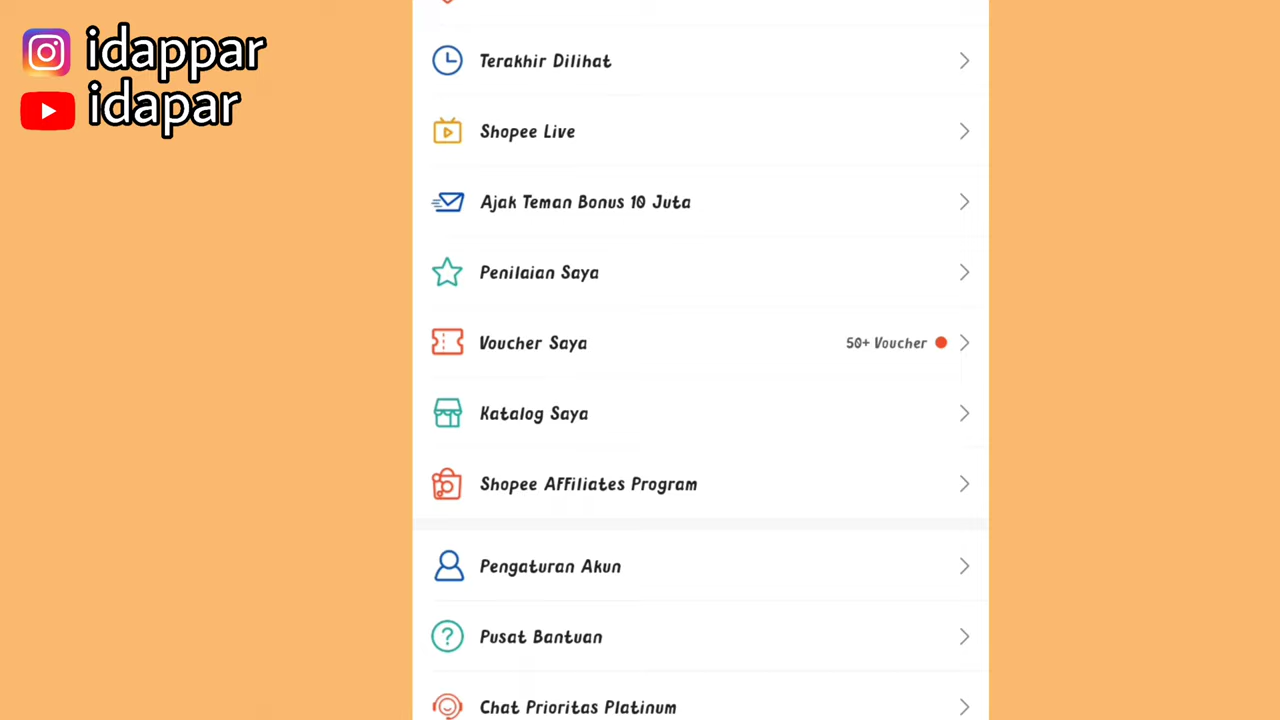 idappar
idapar
Terakhir Dilihat
Shopee Live
Ajak Teman Bonus 10 Juta
Penilaian Saya
Voucher Saya 50+ Voucher
Katalog Saya
Shopee Affiliates Program
Pengaturan Akun
Pusat Bantuan
Chat Prioritas Platinum